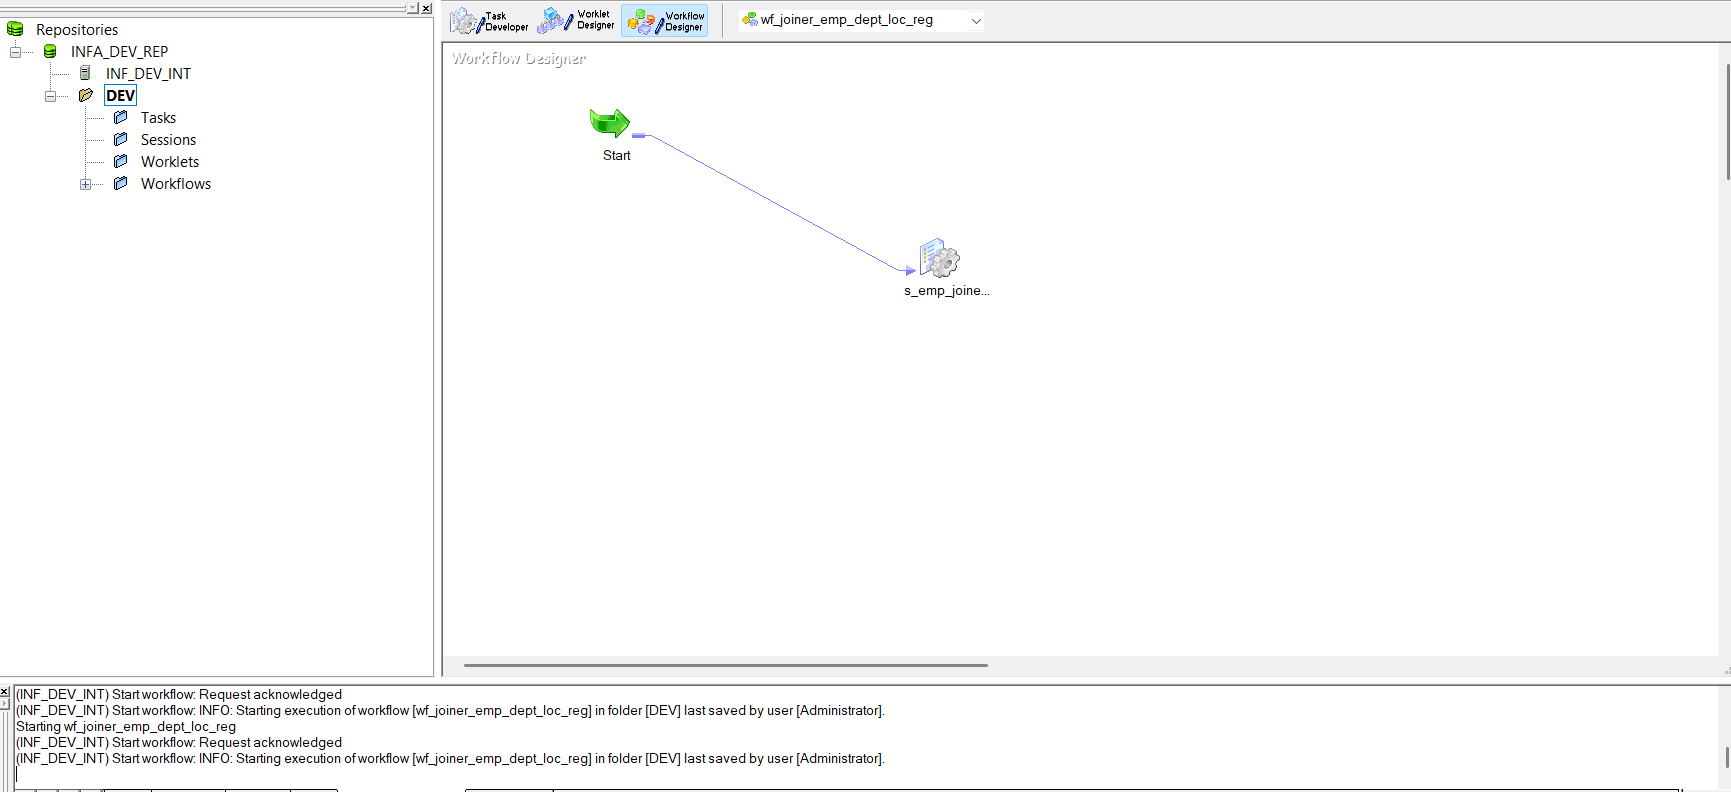 Repositories
INFA_DEV_REP
INF_DEV_INT
DEV
Tasks
Sessions
Worklets
Workflows
Task Developer
Worklet Designer
Workflow Designer
wf_joiner_emp_dept_loc_reg
Workflow Designer
Start
s_emp_joine...
(INF_DEV_INT) Start workflow: Request acknowledged
(INF_DEV_INT) Start workflow: INFO: Starting execution of workflow [wf_joiner_emp_dept_loc_reg] in folder [DEV] last saved by user [Administrator].
Starting wf_joiner_emp_dept_loc_reg
(INF_DEV_INT) Start workflow: Request acknowledged
(INF_DEV_INT) Start workflow: INFO: Starting execution of workflow [wf_joiner_emp_dept_loc_reg] in folder [DEV] last saved by user [Administrator].